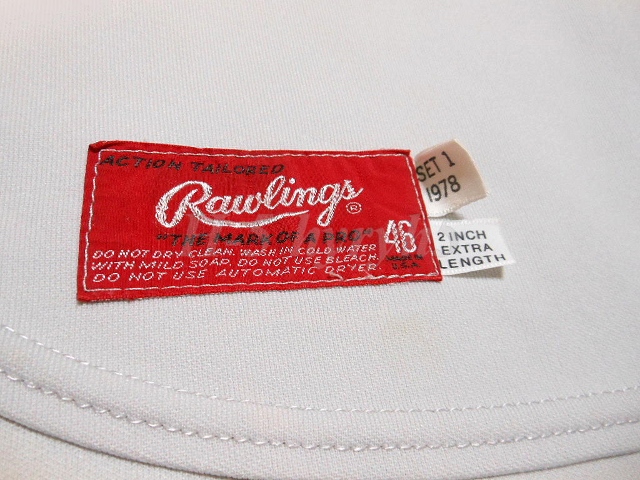 ACTION TAILORED
Rawlings®
"THE MARK OF A PRO"
DO NOT DRY CLEAN. WASH IN COLD WATER
WITH MILD SOAP. DO NOT USE BLEACH.
DO NOT USE AUTOMATIC DRYER.
46
MADE IN
U.S.A.
SET 1
1978
2 INCH
EXTRA
LENGTH